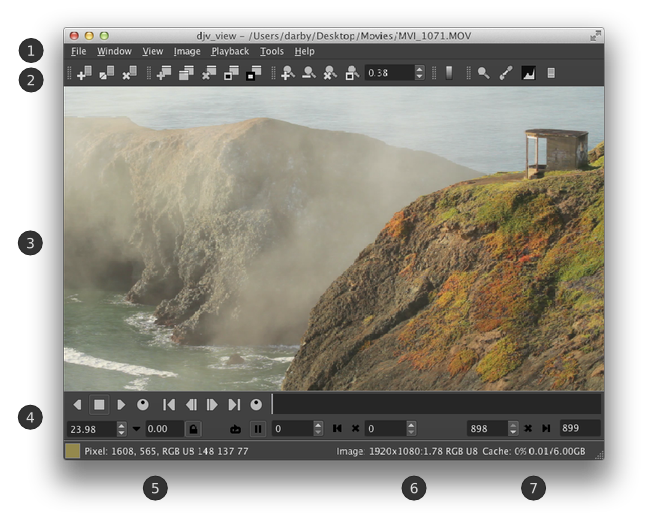 djv_view – /Users/darby/Desktop/Movies/MVI_1071.MOV
1
File Window View Image Playback Tools Help
2
0.38
3
4
23.98 0.00 0 0 898 899
Pixel: 1608, 565, RGB U8 148 137 77 Image: 1920x1080:1.78 RGB U8 Cache: 0% 0.01/6.00GB
5 6 7